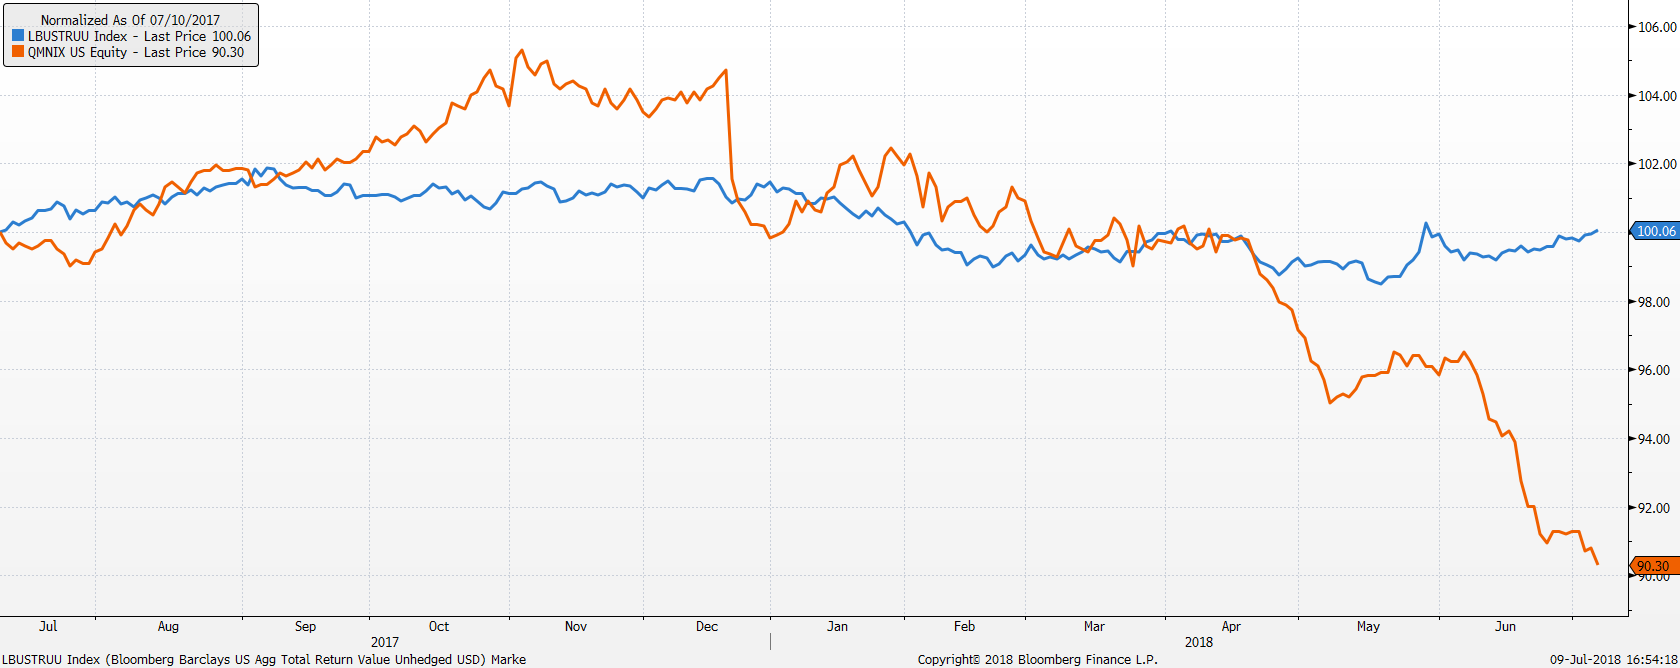 Normalized As Of 07/10/2017
LBUSTRUU Index - Last Price 100.06
QMNIX US Equity - Last Price 90.30
106.00
104.00
102.00
100.06
98.00
96.00
94.00
92.00
90.30
90.00
Jul Aug Sep Oct Nov Dec Jan Feb Mar Apr May Jun
2017 2018
LBUSTRUU Index (Bloomberg Barclays US Agg Total Return Value Unhedged USD) Marke Copyright© 2018 Bloomberg Finance L.P. 09-Jul-2018 16:54:18